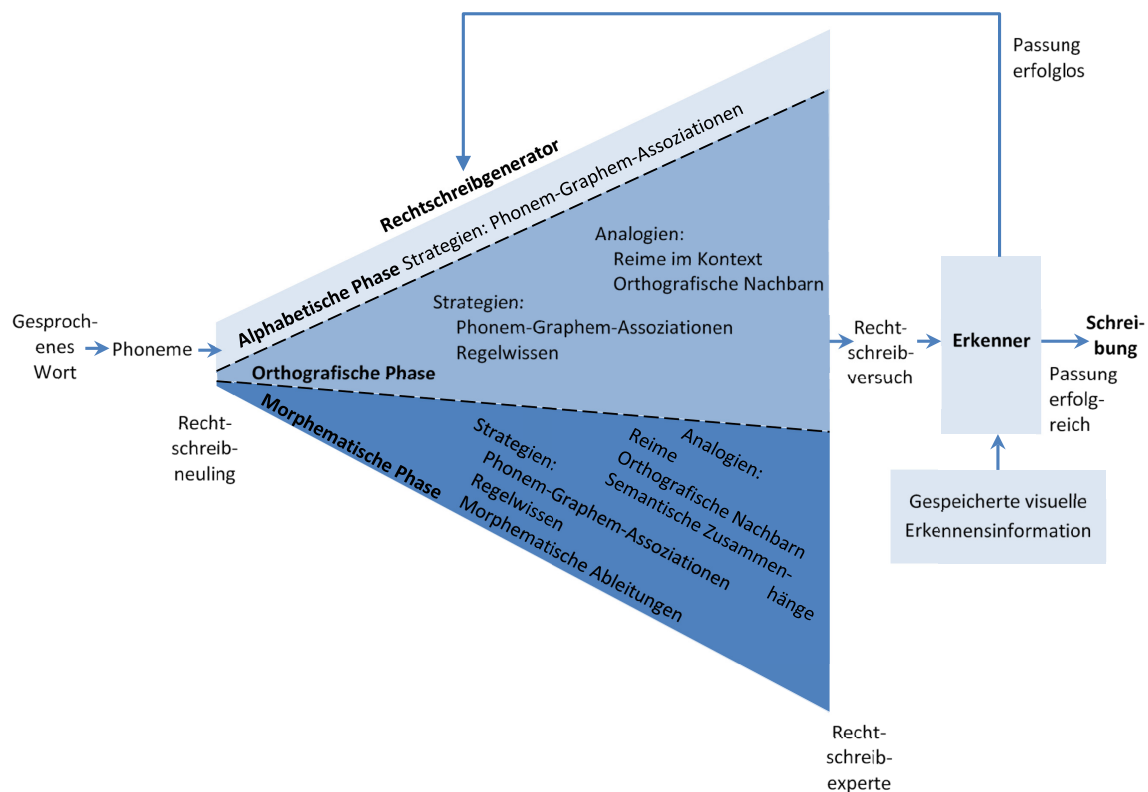 Passung
erfolglos
Rechtschreibgenerator
Alphabetische Phase Strategien: Phonem-Graphem-Assoziationen
Analogien:
Reime im Kontext
Orthografische Nachbarn
Strategien:
Phonem-Graphem-Assoziationen
Regelwissen
Orthografische Phase
Gesproch-
enes
Wort
Phoneme
Recht-
schreib-
neuling
Morphematische Phase
Strategien:
Phonem-Graphem-Assoziationen
Regelwissen
Morphematische Ableitungen
Analogien:
Reime
Orthografische Nachbarn
Semantische Zusammen-
hänge
Recht-
schreib-
experte
Recht-
schreib-
versuch
Erkenner
Schrei-
bung
Passung
erfolg-
reich
Gespeicherte visuelle
Erkennensinformation